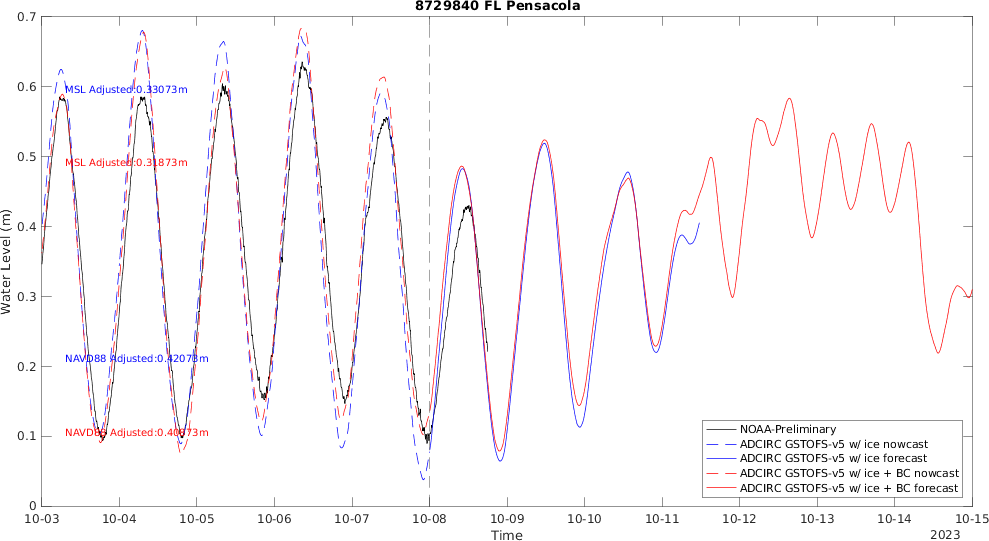 8729840 FL Pensacola
0.7
0.6
0.5
0.4
0.3
0.2
0.1
0
Water Level (m)
MSL Adjusted:0.33073m
MSL Adjusted:0.31873m
NAVD88 Adjusted:0.42073m
NOAA-Preliminary
ADCIRC GSTOFS-v5 w/ ice nowcast
ADCIRC GSTOFS-v5 w/ ice forecast
ADCIRC GSTOFS-v5 w/ ice + BC nowcast
ADCIRC GSTOFS-v5 w/ ice + BC forecast
10-03 10-04 10-05 10-06 10-07 10-08 10-09 10-10 10-11 10-12 10-13 10-14 10-15
Time
2023